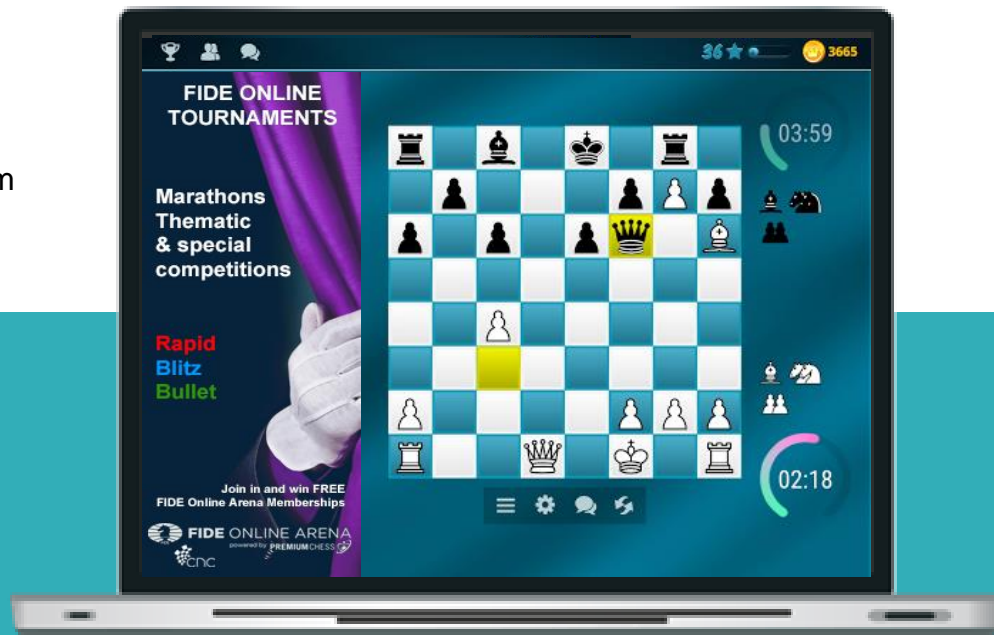 36
3665
FIDE ONLINE
TOURNAMENTS
03:59
m
Marathons
Thematic
& special
competitions
Rapid
Blitz
Bullet
02:18
Join in and win FREE
FIDE Online Arena Memberships
FIDE ONLINE ARENA
powered by PREMIUMCHESS
cnc